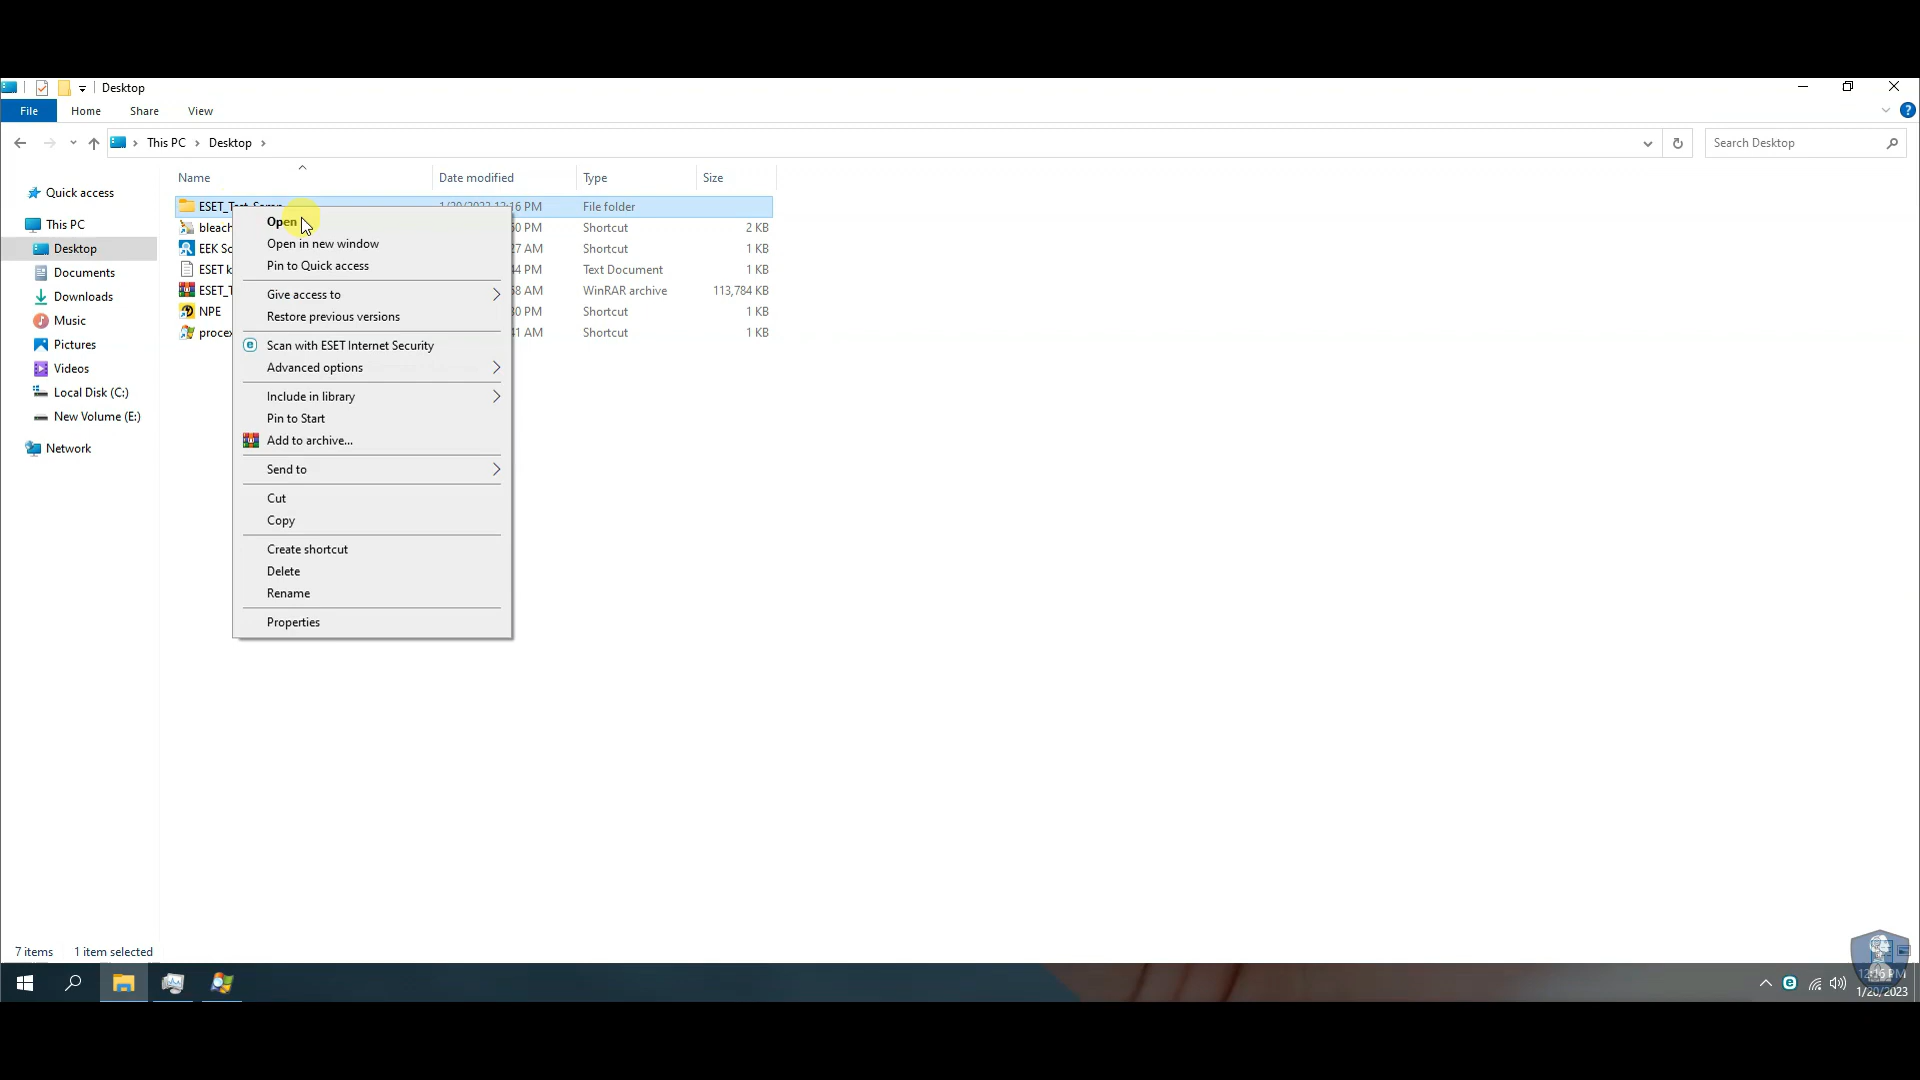 Desktop
File Home Share View
This PC Desktop
Search Desktop
Name Date modified Type Size
Quick access
This PC
Desktop
Documents
Downloads
Music
Pictures
Videos
Local Disk (C:)
New Volume (E:)
Network
1/20/2023 12:16 PM File folder
bleach 50 PM Shortcut 2 KB
EEK Sc 27 AM Shortcut 1 KB
ESET k 44 PM Text Document 1 KB
ESET_T 58 AM WinRAR archive 113,784 KB
NPE 30 PM Shortcut 1 KB
procex 41 AM Shortcut 1 KB
Open
Open in new window
Pin to Quick access
Give access to
Restore previous versions
Scan with ESET Internet Security
Advanced options
Include in library
Pin to Start
Add to archive...
Send to
Cut
Copy
Create shortcut
Delete
Rename
Properties
7 items 1 item selected
12:16 PM
1/20/2023